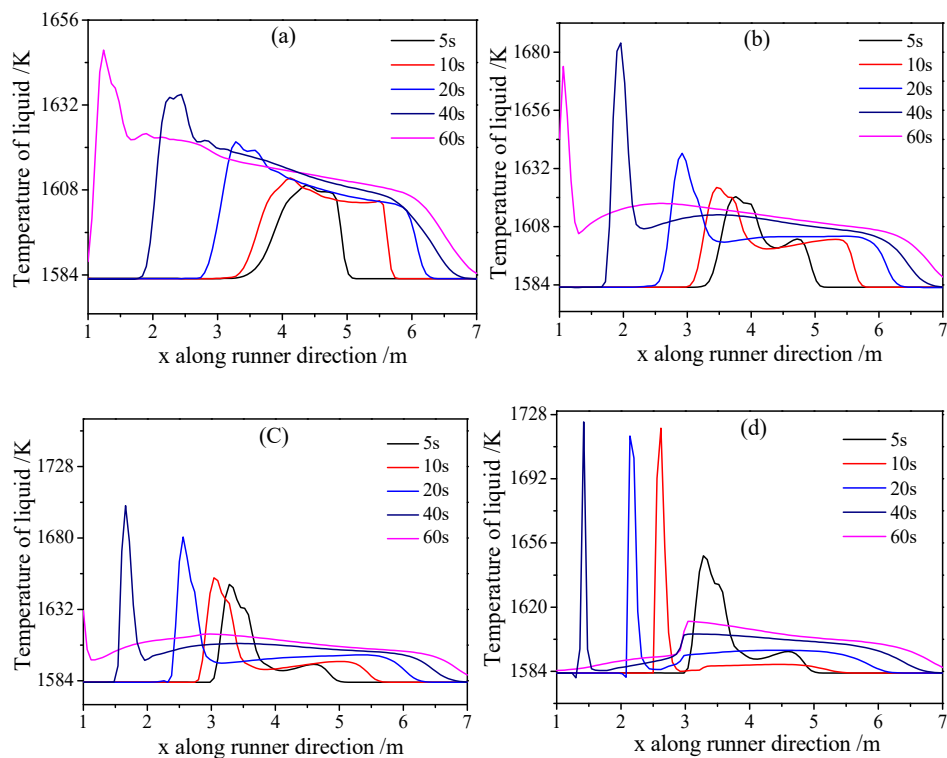 (a)
Temperature of liquid /K
1656
1632
1608
1584
5s
10s
20s
40s
60s
1 2 3 4 5 6 7
x along runner direction /m
(b)
Temperature of liquid /K
1680
1656
1632
1608
1584
5s
10s
20s
40s
60s
1 2 3 4 5 6 7
x along runner direction /m
(C)
Temperature of liquid /K
1728
1680
1632
1584
5s
10s
20s
40s
60s
1 2 3 4 5 6 7
x along runner direction /m
(d)
Temperature of liquid /K
1728
1692
1656
1620
1584
5s
10s
20s
40s
60s
1 2 3 4 5 6 7
x along runner direction /m